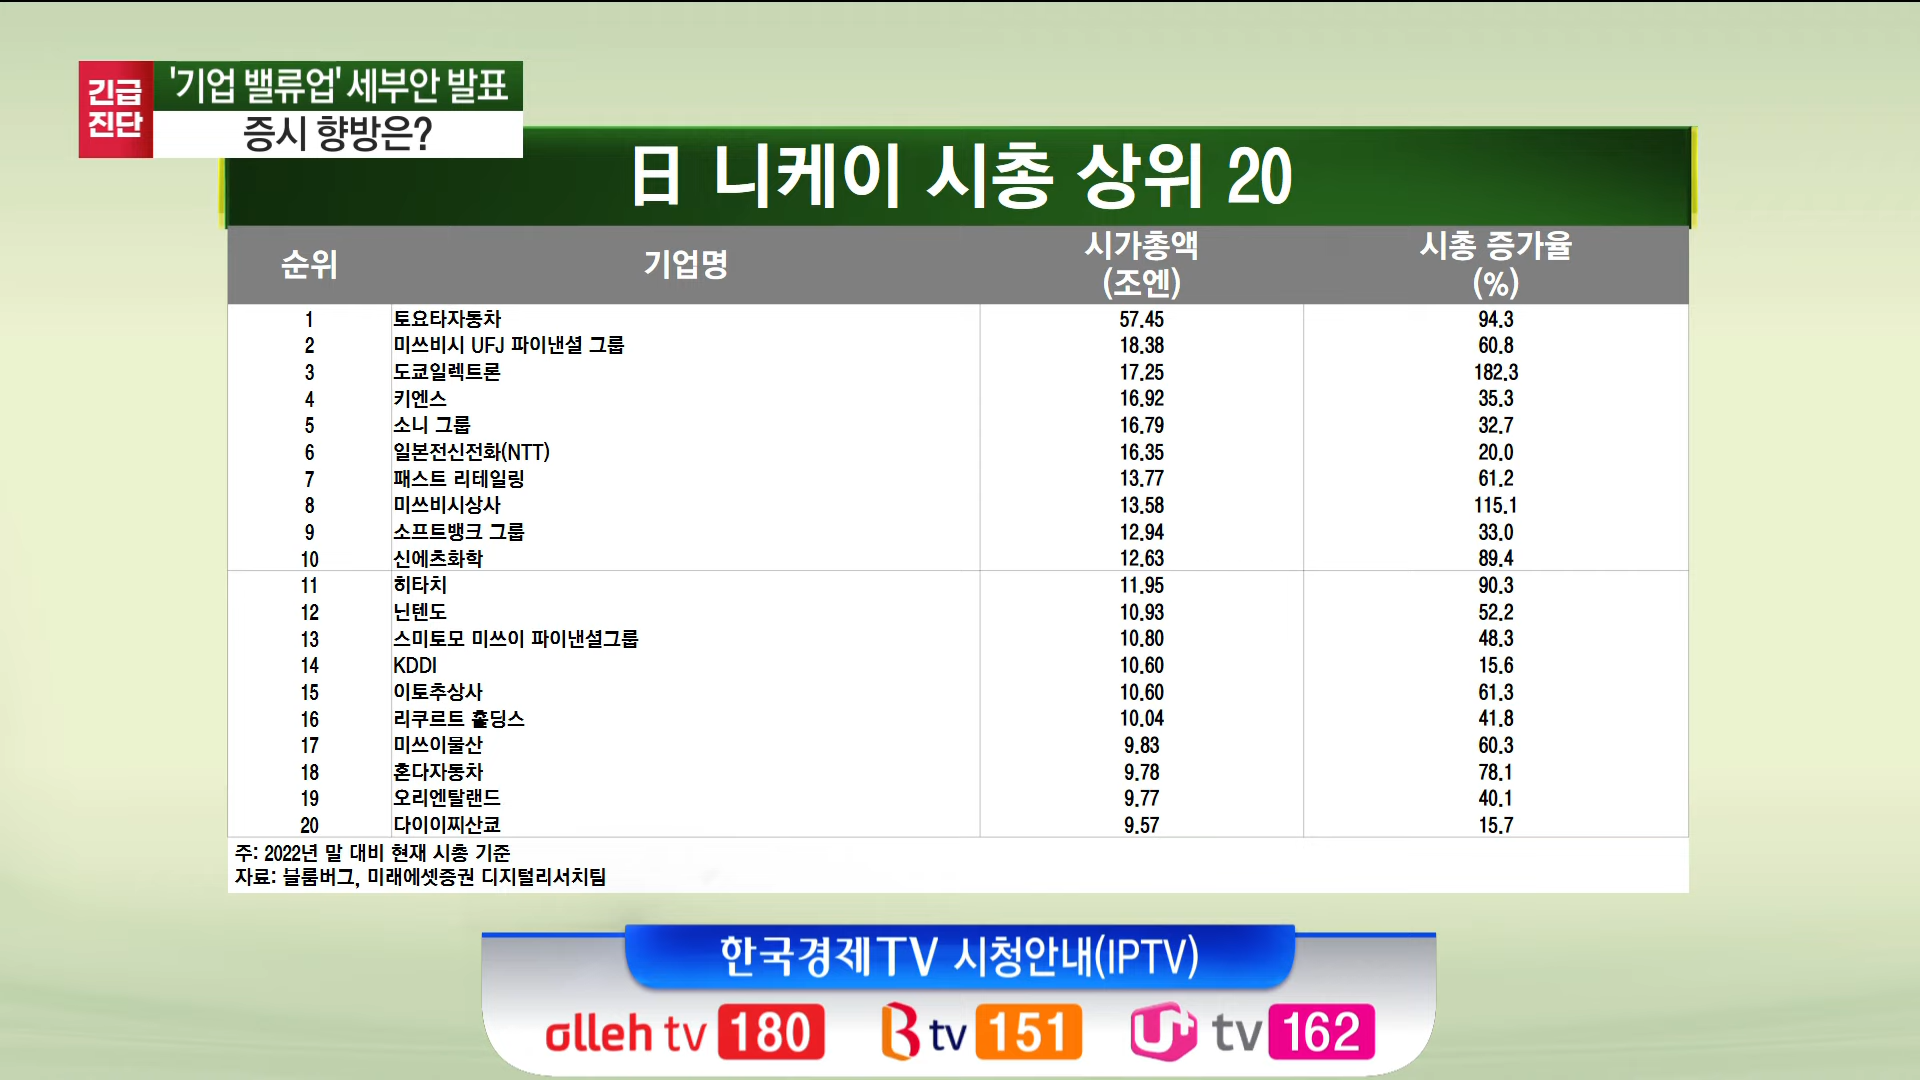 긴급
진단
'기업 밸류업' 세부안 발표
증시 향방은?
日 니케이 시총 상위 20
순위 기업명 시가총액 (조엔) 시총 증가율 (%)
1 토요타자동차 57.45 94.3
2 미쓰비시 UFJ 파이낸셜 그룹 18.38 60.8
3 도쿄일렉트론 17.25 182.3
4 키엔스 16.92 35.3
5 소니 그룹 16.79 32.7
6 일본전신전화(NTT) 16.35 20.0
7 패스트 리테일링 13.77 61.2
8 미쓰비시상사 13.58 115.1
9 소프트뱅크 그룹 12.94 33.0
10 신에츠화학 12.63 89.4
11 히타치 11.95 90.3
12 닌텐도 10.93 52.2
13 스미토모 미쓰이 파이낸셜그룹 10.80 48.3
14 KDDI 10.60 15.6
15 이토추상사 10.60 61.3
16 리쿠르트 홀딩스 10.04 41.8
17 미쓰이물산 9.83 60.3
18 혼다자동차 9.78 78.1
19 오리엔탈랜드 9.77 40.1
20 다이이찌산쿄 9.57 15.7
주: 2022년 말 대비 현재 시총 기준
자료: 블룸버그, 미래에셋증권 디지털리서치팀
한국경제TV 시청안내(IPTV)
olleh tv 180 B tv 151 U+ tv 162